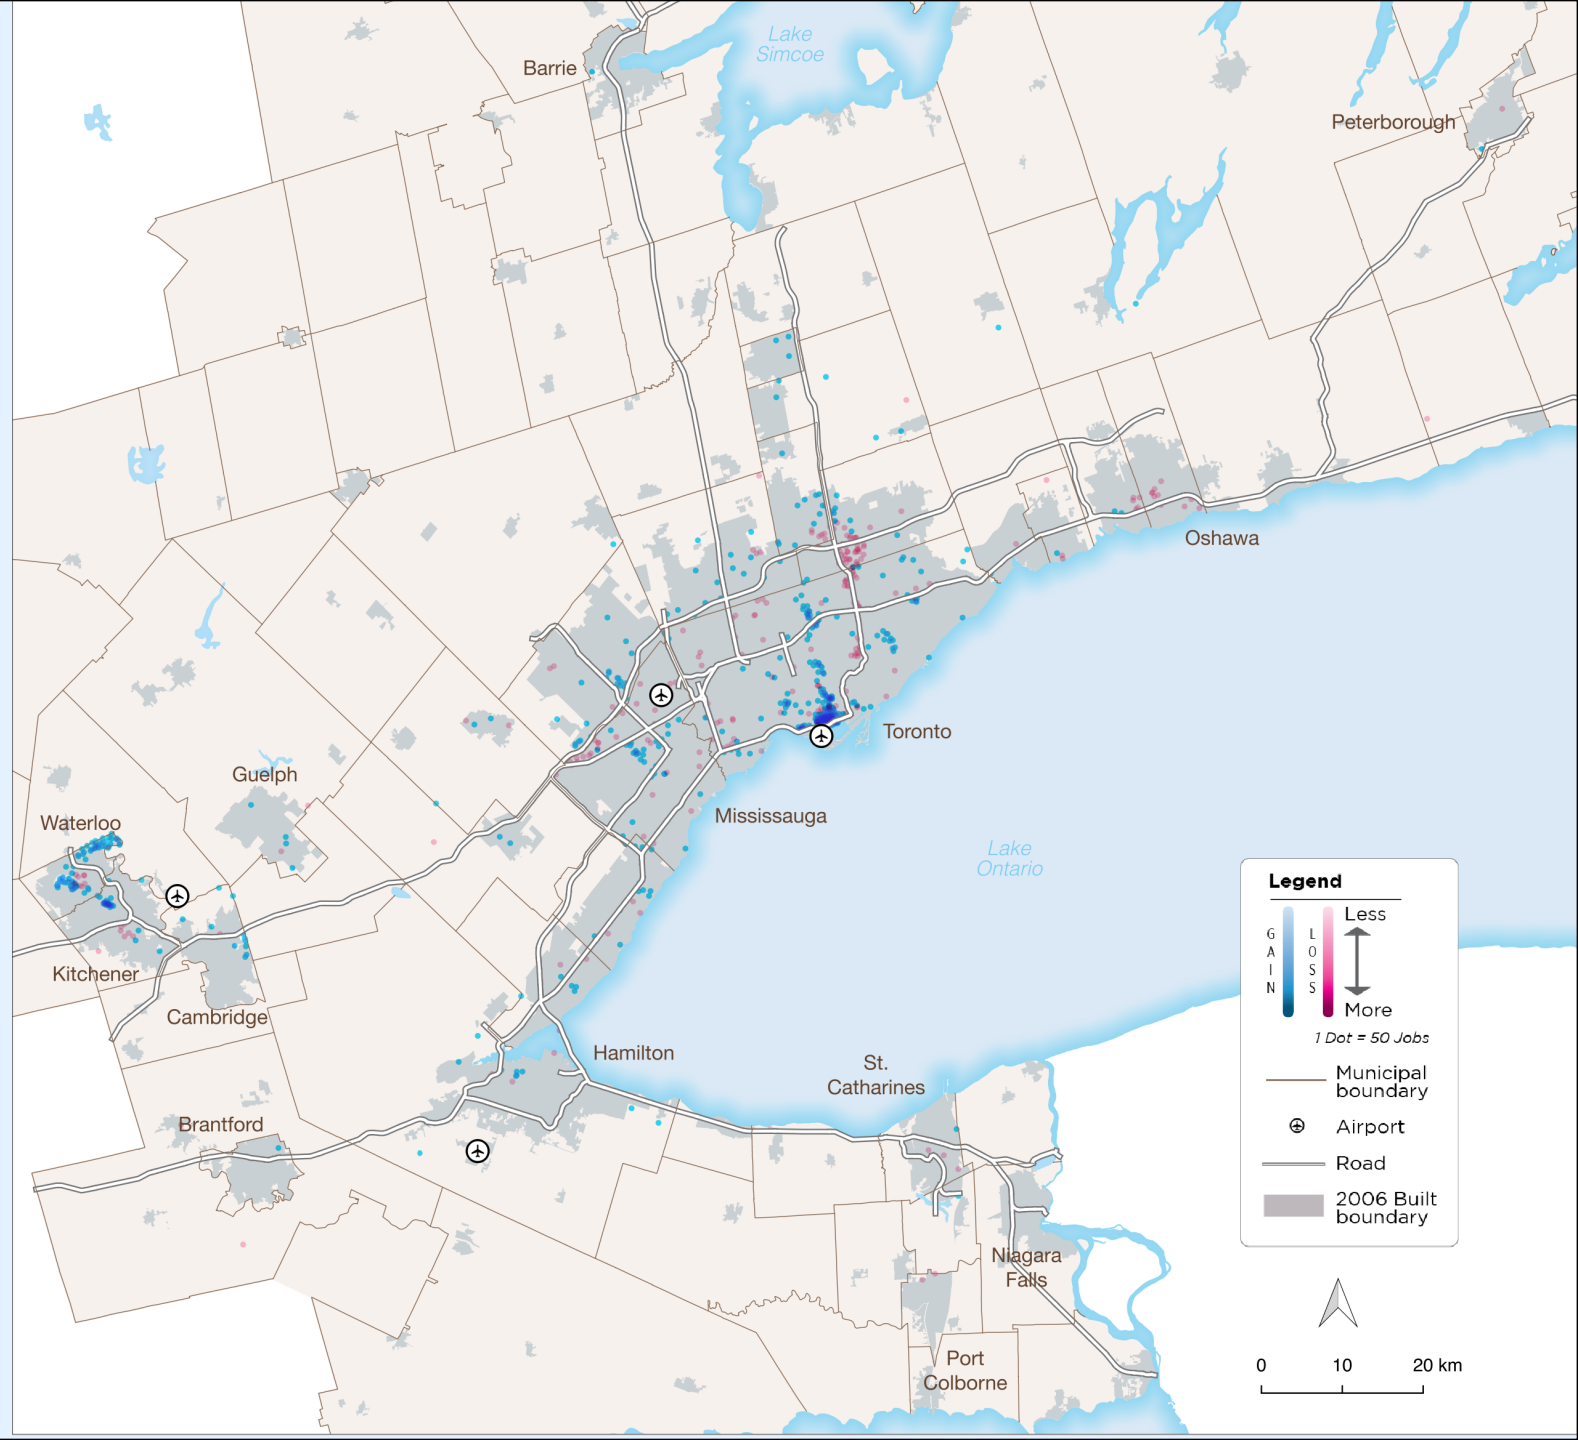 Lake
Simcoe
Barrie
Peterborough
Oshawa
Toronto
Guelph
Waterloo
Mississauga
Lake
Ontario
Kitchener
Cambridge
Hamilton
St.
Catharines
Brantford
Niagara
Falls
Port
Colborne
Legend
GAIN
LOSS
Less
More
1 Dot = 50 Jobs
Municipal
boundary
Airport
Road
2006 Built
boundary
0 10 20 km